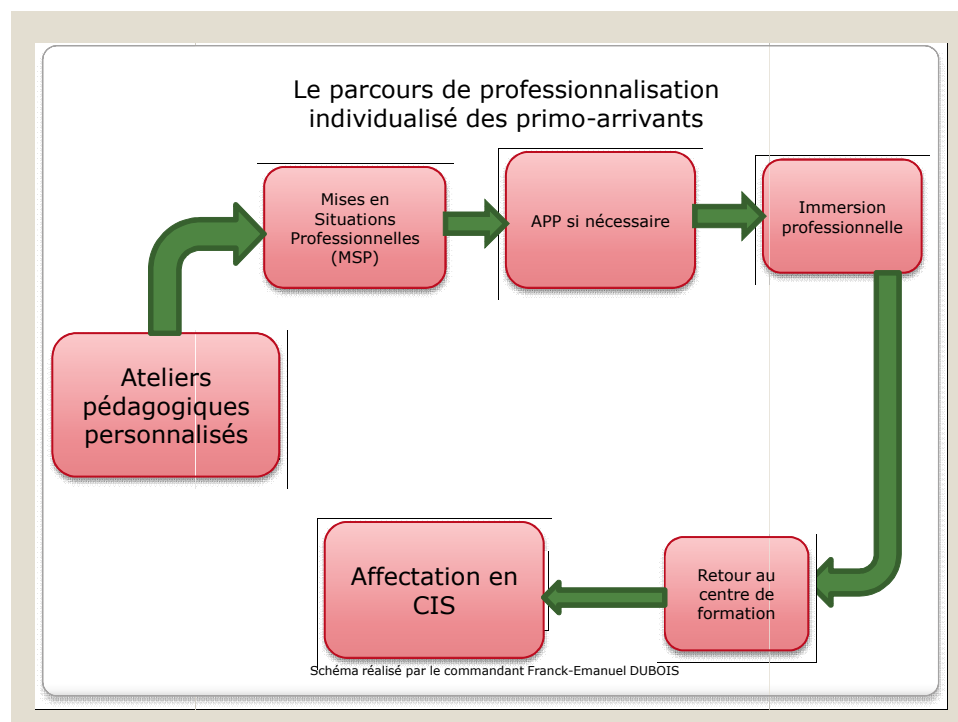 Le parcours de professionnalisation
individualisé des primo-arrivants
Mises en
Situations
Professionnelles
(MSP)
APP si nécessaire
Immersion
professionnelle
Ateliers
pédagogiques
personnalisés
Affectation en
CIS
Retour au
centre de
formation
Schéma réalisé par le commandant Franck-Emanuel DUBOIS